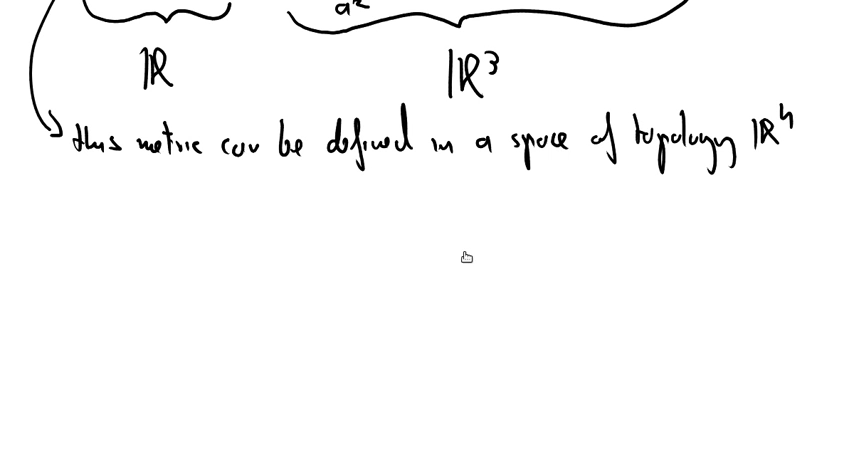 a²
ℝ ℝ³
this metric can be defined in a space of topology ℝ⁴